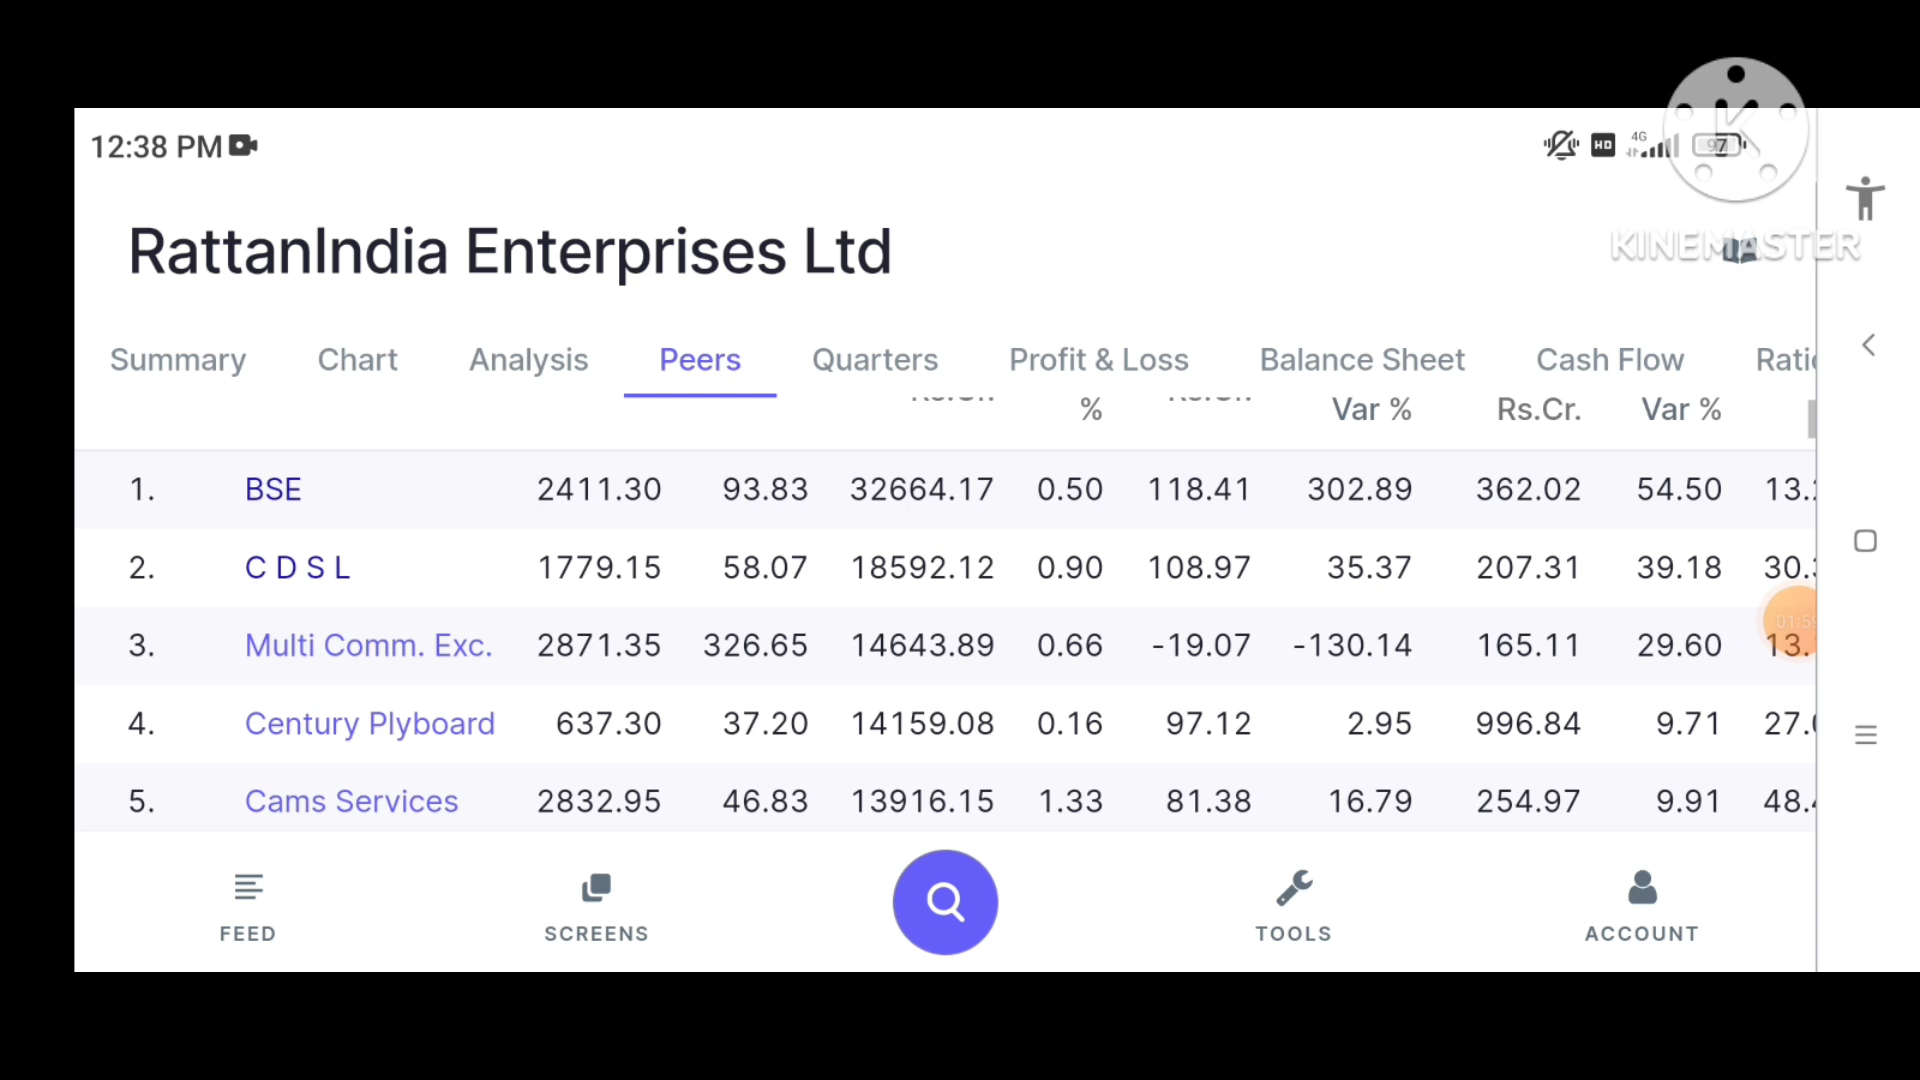 12:38 PM
HD 4G 97
KINEMASTER
RattanIndia Enterprises Ltd
Summary Chart Analysis Peers Quarters Profit & Loss Balance Sheet Cash Flow
% Var % Rs.Cr. Var %
1. BSE 2411.30 93.83 32664.17 0.50 118.41 302.89 362.02 54.50
2. C D S L 1779.15 58.07 18592.12 0.90 108.97 35.37 207.31 39.18
3. Multi Comm. Exc. 2871.35 326.65 14643.89 0.66 -19.07 -130.14 165.11 29.60
4. Century Plyboard 637.30 37.20 14159.08 0.16 97.12 2.95 996.84 9.71
5. Cams Services 2832.95 46.83 13916.15 1.33 81.38 16.79 254.97 9.91
FEED SCREENS TOOLS ACCOUNT